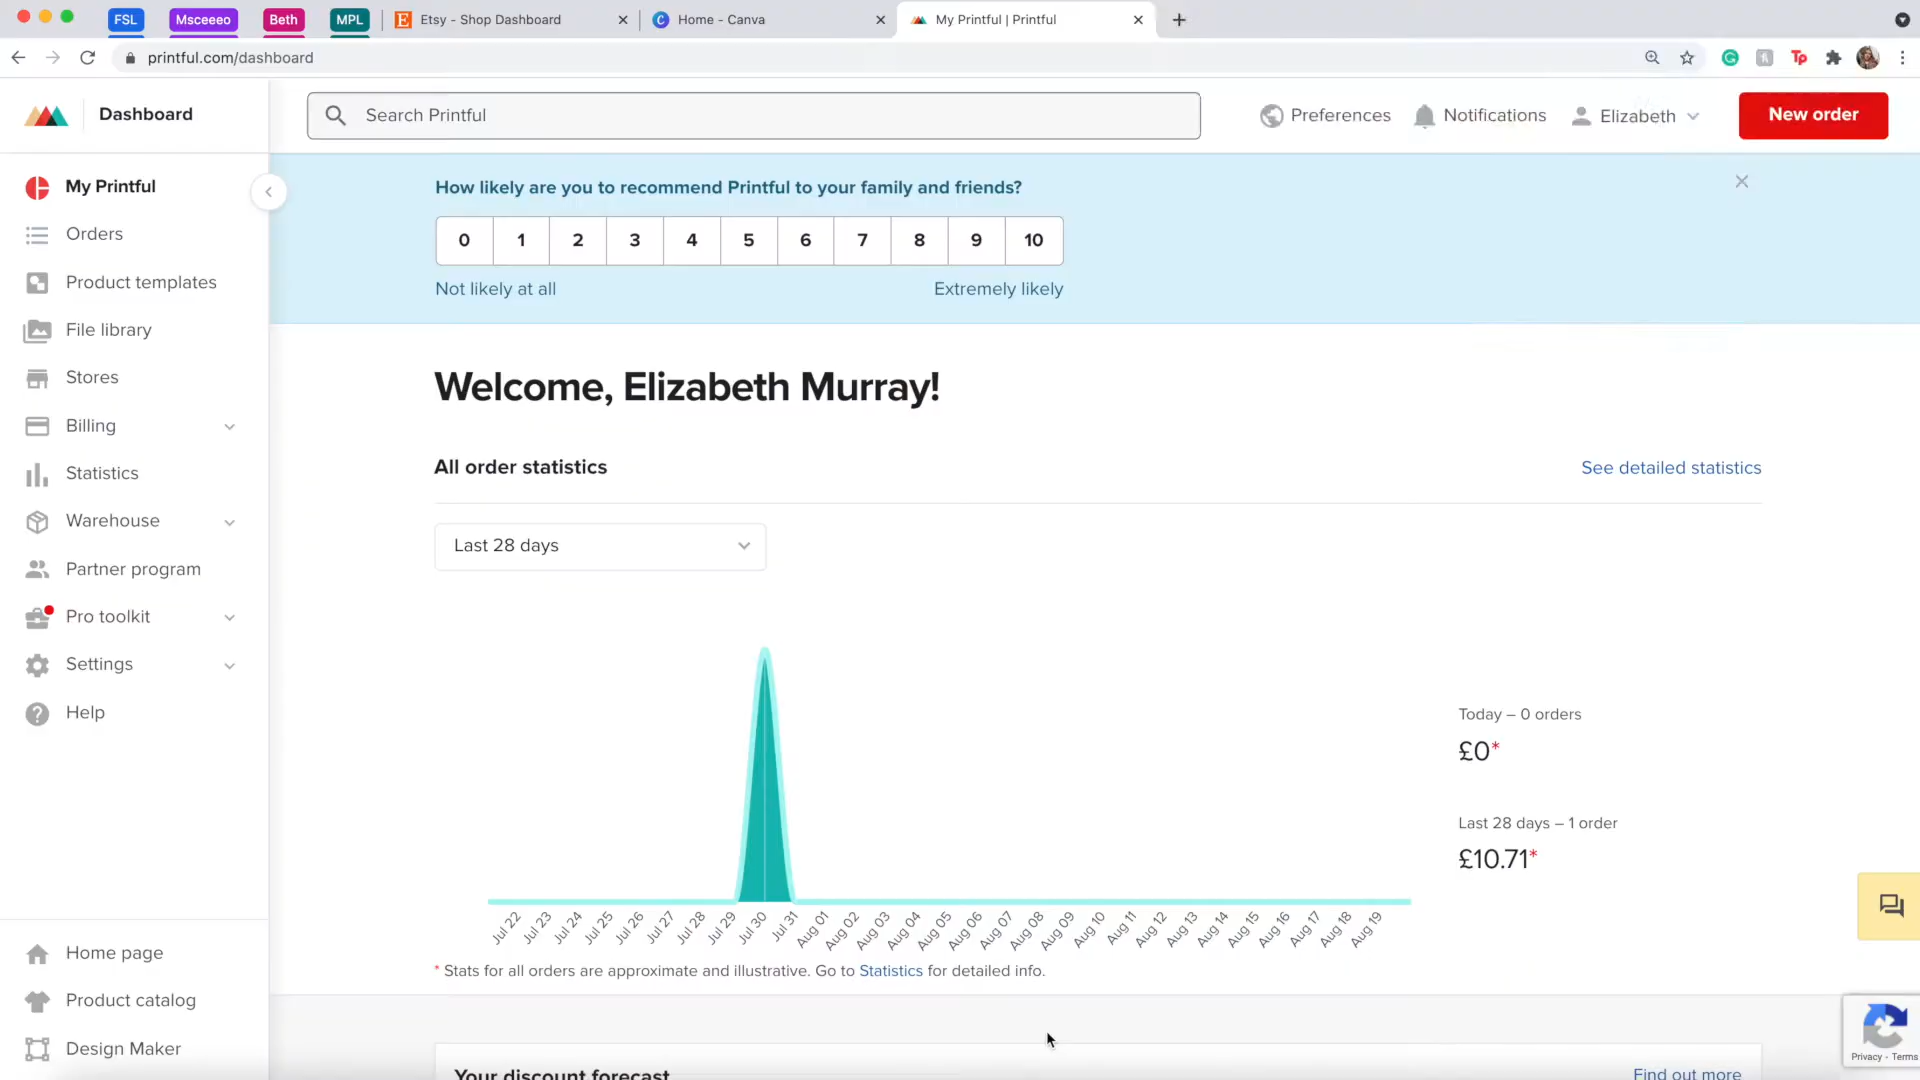 FSL
Msceeeo
Beth
MPL
Etsy - Shop Dashboard
Home - Canva
My Printful | Printful
printful.com/dashboard
Dashboard
Search Printful
Preferences
Notifications
Elizabeth
New order
My Printful
Orders
Product templates
File library
Stores
Billing
Statistics
Warehouse
Partner program
Pro toolkit
Settings
Help
Home page
Product catalog
Design Maker
How likely are you to recommend Printful to your family and friends?
0 1 2 3 4 5 6 7 8 9 10
Not likely at all
Extremely likely
Welcome, Elizabeth Murray!
All order statistics
See detailed statistics
Last 28 days
Today – 0 orders
£0*
Last 28 days – 1 order
£10.71*
Jul 22 Jul 23 Jul 24 Jul 25 Jul 26 Jul 27 Jul 28 Jul 29 Jul 30 Jul 31 Aug 01 Aug 02 Aug 03 Aug 04 Aug 05 Aug 06 Aug 07 Aug 08 Aug 09 Aug 10 Aug 11 Aug 12 Aug 13 Aug 14 Aug 15 Aug 16 Aug 17 Aug 18 Aug 19
* Stats for all orders are approximate and illustrative. Go to Statistics for detailed info.
Your discount forecast
Find out more
Privacy - Terms